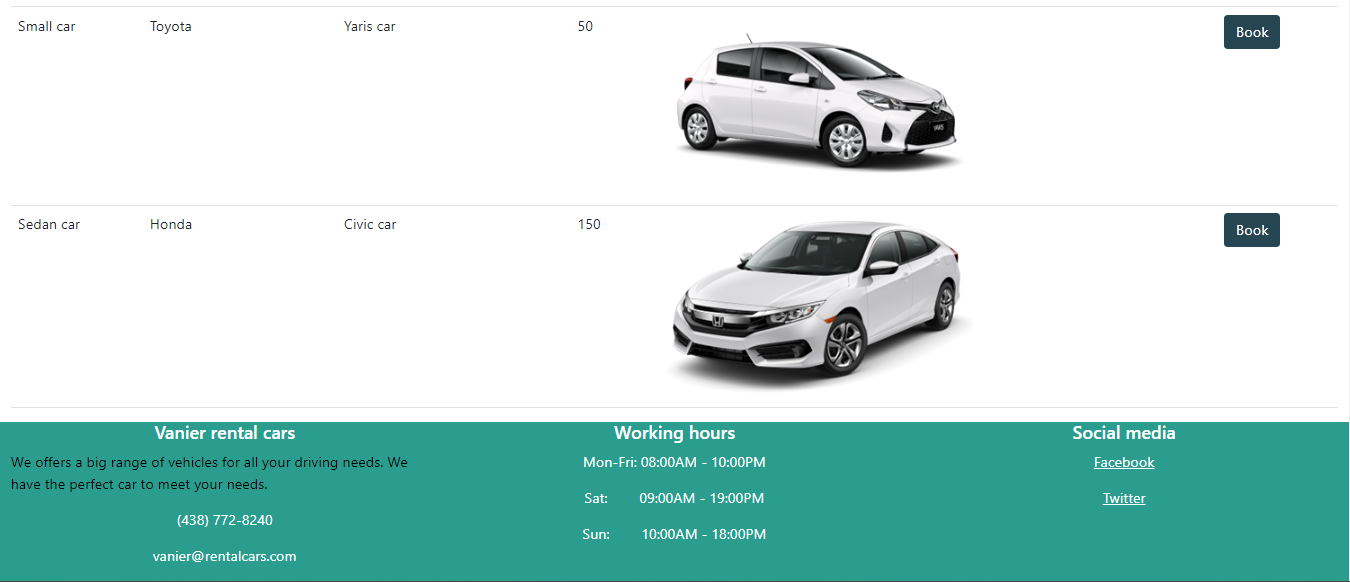 Small car Toyota Yaris car 50 Book
YARIS
Sedan car Honda Civic car 150 Book
Vanier rental cars Working hours Social media
We offers a big range of vehicles for all your driving needs. We Mon-Fri: 08:00AM - 10:00PM Facebook
have the perfect car to meet your needs.
Sat: 09:00AM - 19:00PM Twitter
(438) 772-8240
Sun: 10:00AM - 18:00PM
vanier@rentalcars.com